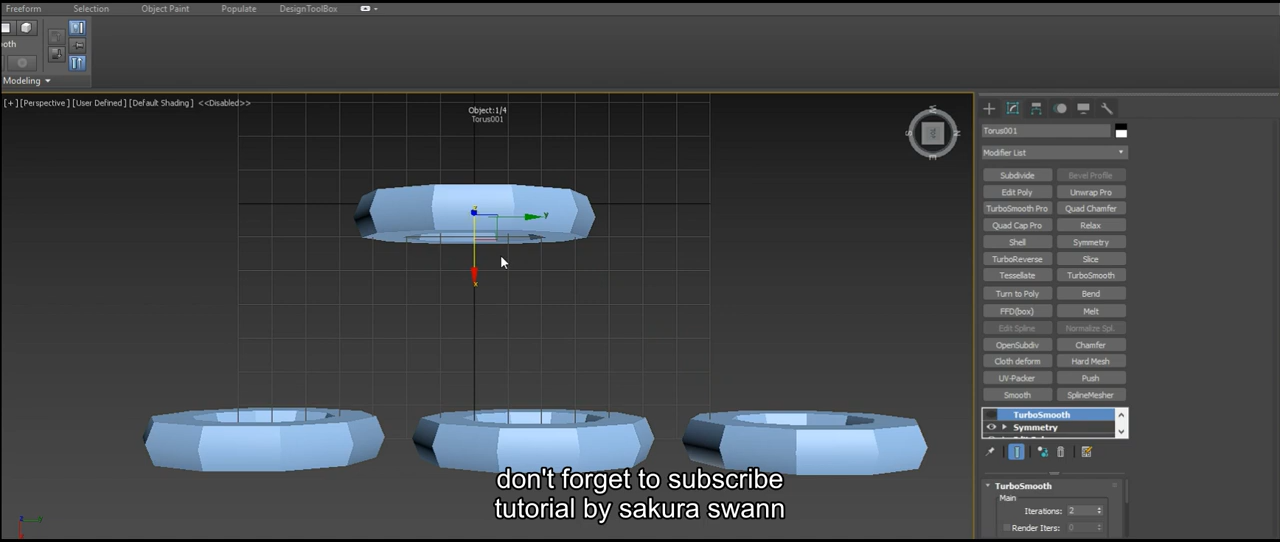 Freeform Selection Object Paint Populate DesignToolBox
ooth
Modeling
[+] [Perspective] [User Defined] [Default Shading] <<Disabled>>
Object:1/4
Torus001
W
S N
E
Torus001
Modifier List
Subdivide Bevel Profile
Edit Poly Unwrap Pro
TurboSmooth Pro Quad Chamfer
Quad Cap Pro Relax
Shell Symmetry
TurboReverse Slice
Tessellate TurboSmooth
Turn to Poly Bend
FFD(box) Melt
Edit Spline Normalize Spl.
OpenSubdiv Chamfer
Cloth deform Hard Mesh
UV-Packer Push
Smooth SplineMesher
TurboSmooth
Symmetry
z
y
x
TurboSmooth
Main
Iterations: 2
Render Iters: 0
don't forget to subscribe
tutorial by sakura swann